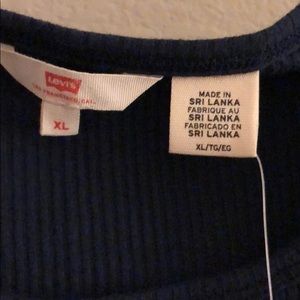 Levi's
SAN FRANCISCO, CAL.
XL
MADE IN
SRI LANKA
FABRIQUE AU
SRI LANKA
FABRICADO EN
SRI LANKA
XL/TG/EG